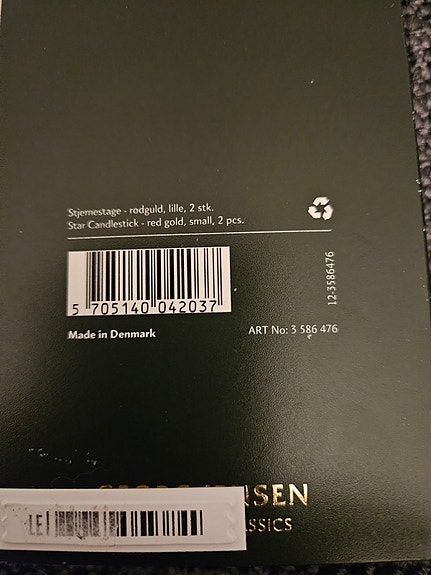 Stjernestage - rødguld, lille, 2 stk.
Star Candlestick - red gold, small, 2 pcs.
12-3586476
5 705140 042037
Made in Denmark
ART No: 3 586 476
LE